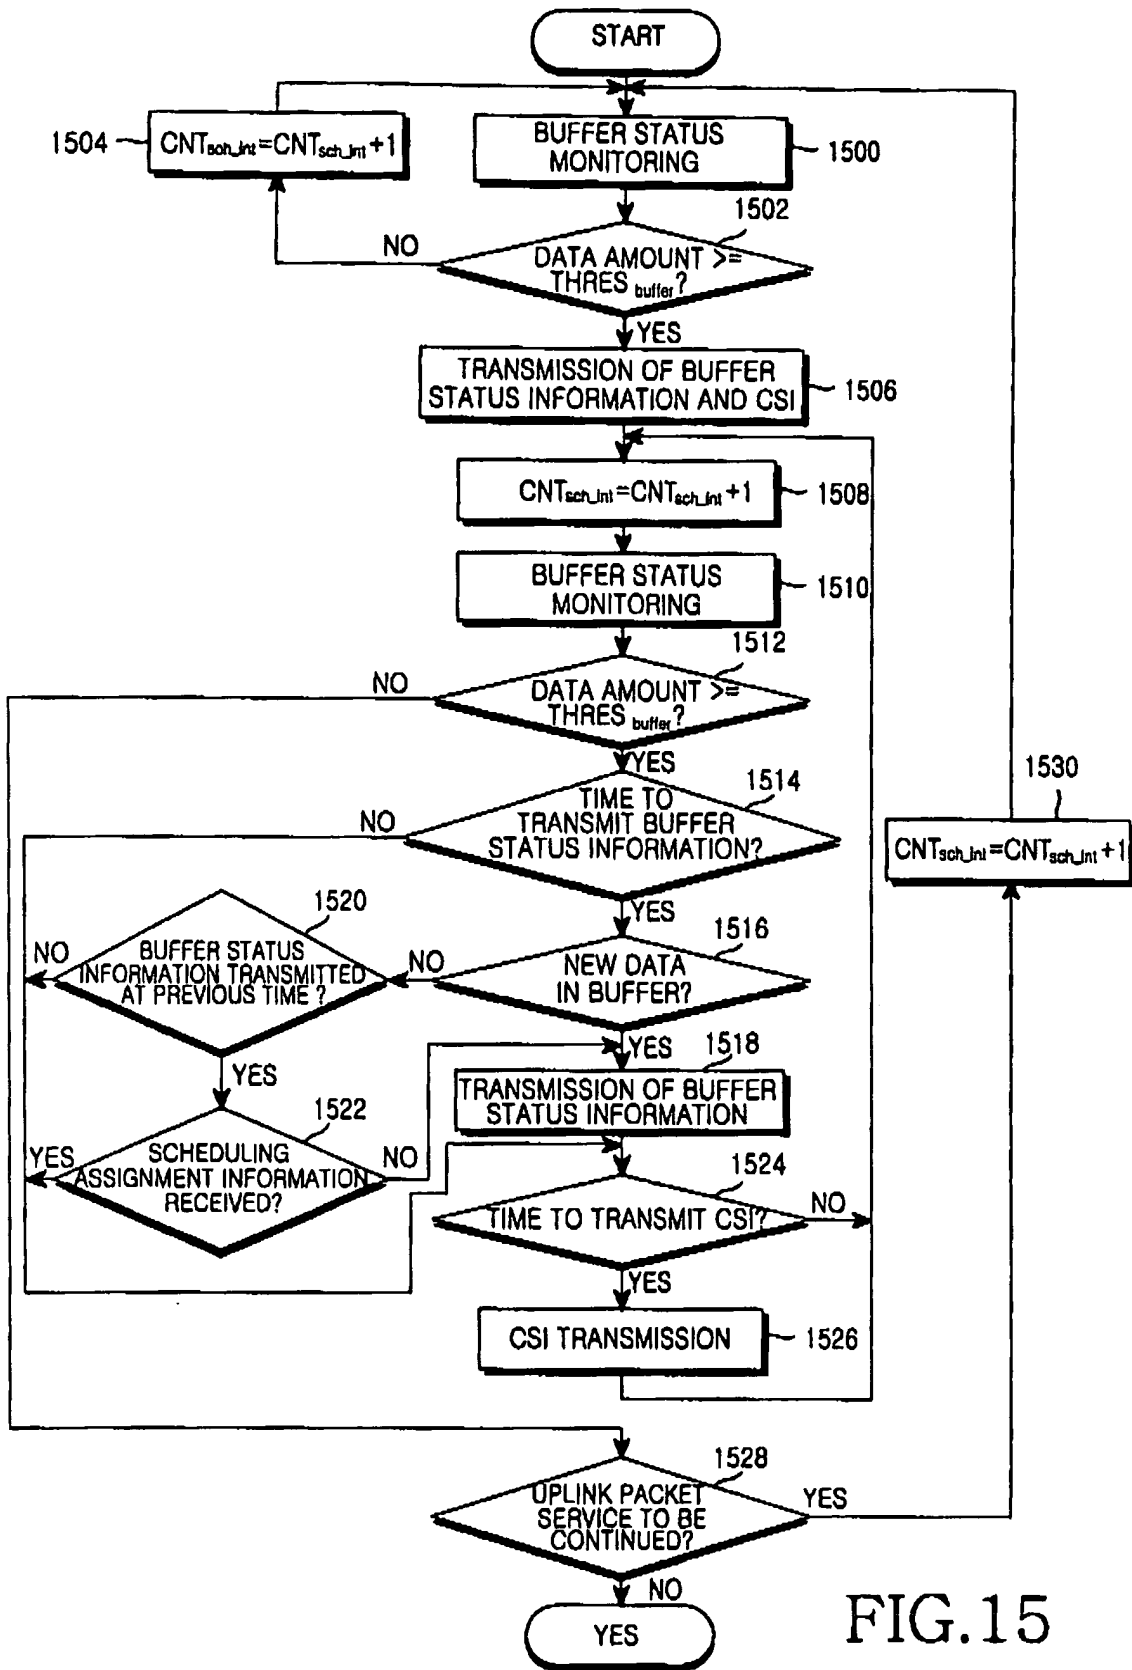 START
1504
CNTsch_int=CNTsch_int+1
BUFFER STATUS
MONITORING
1500
1502
NO
DATA AMOUNT >=
THRES buffer?
YES
TRANSMISSION OF BUFFER
STATUS INFORMATION AND CSI
1506
CNTsch_int=CNTsch_int+1
1508
BUFFER STATUS
MONITORING
1510
1512
NO
DATA AMOUNT >=
THRES buffer?
YES
1514
NO
TIME TO
TRANSMIT BUFFER
STATUS INFORMATION?
1530
CNTsch_int=CNTsch_int+1
YES
1520
1516
NO
BUFFER STATUS
INFORMATION TRANSMITTED
AT PREVIOUS TIME ?
NO
NEW DATA
IN BUFFER?
YES
YES
1518
TRANSMISSION OF BUFFER
STATUS INFORMATION
1522
YES
SCHEDULING
ASSIGNMENT INFORMATION
RECEIVED?
NO
1524
TIME TO TRANSMIT CSI?
NO
YES
CSI TRANSMISSION
1526
1528
UPLINK PACKET
SERVICE TO BE
CONTINUED?
YES
NO
YES
FIG.15